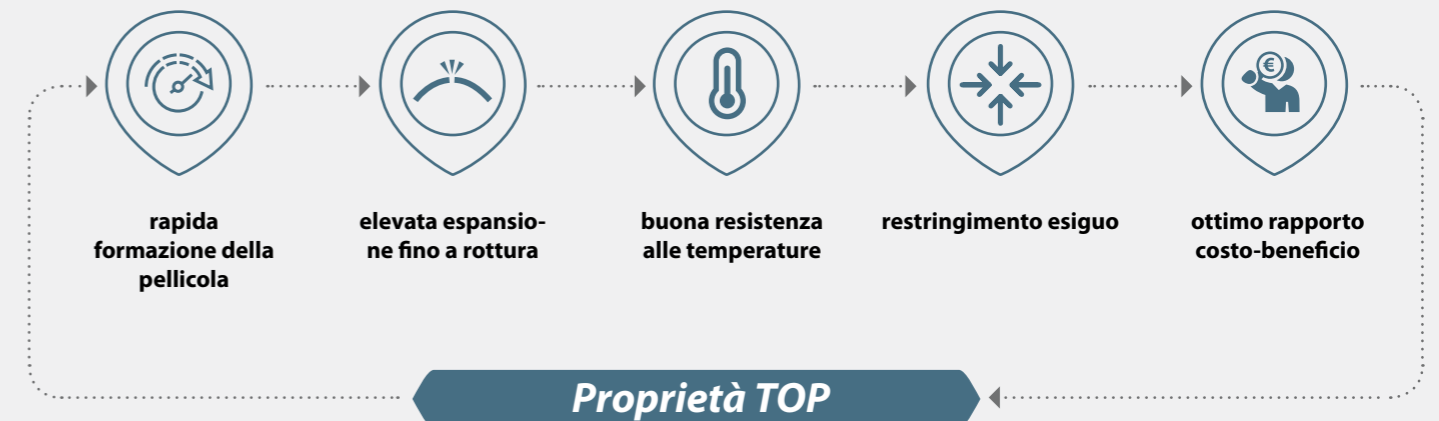 €
rapida
formazione della
pellicola
elevata espansio-
ne fino a rottura
buona resistenza
alle temperature
restringimento esiguo
ottimo rapporto
costo-beneficio
Proprietà TOP